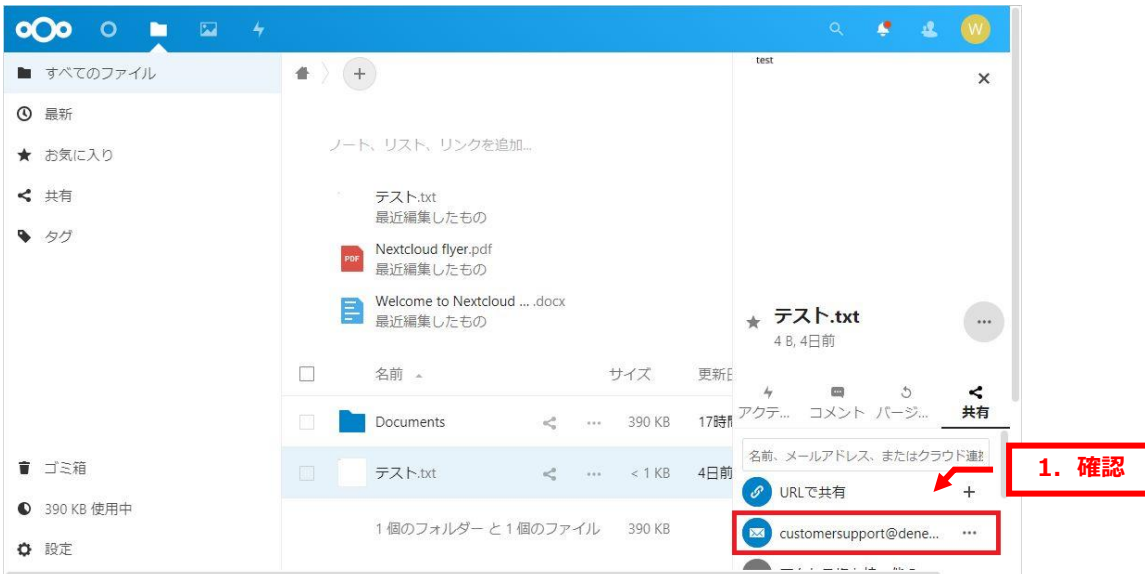 W
すべてのファイル
最新
お気に入り
共有
タグ
ゴミ箱
390 KB 使用中
設定
ノート、リスト、リンクを追加...
テスト.txt
最近編集したもの
PDF
Nextcloud flyer.pdf
最近編集したもの
Welcome to Nextcloud ... .docx
最近編集したもの
名前 サイズ 更新日
Documents ... 390 KB 17時間
テスト.txt ... < 1 KB 4日前
1 個のフォルダー と 1 個のファイル 390 KB
test
テスト.txt
4 B, 4日前
アクテ... コメント バージ... 共有
名前、メールアドレス、またはクラウド連携
URLで共有
customersupport@dene... ...
1. 確認